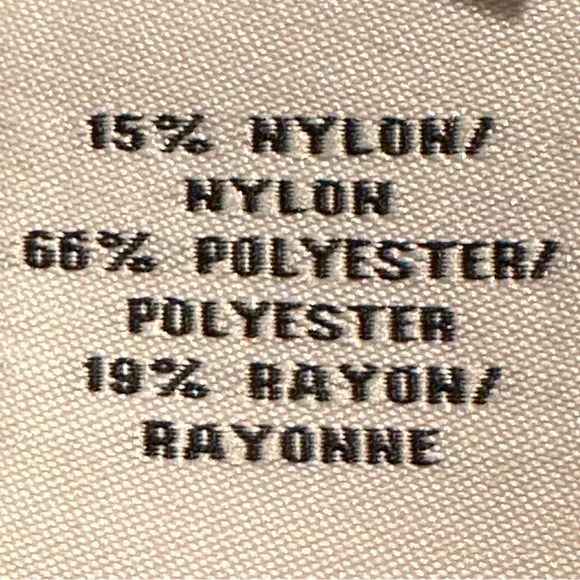 15% NYLON/
NYLON
66% POLYESTER/
POLYESTER
19% RAYON/
RAYONNE